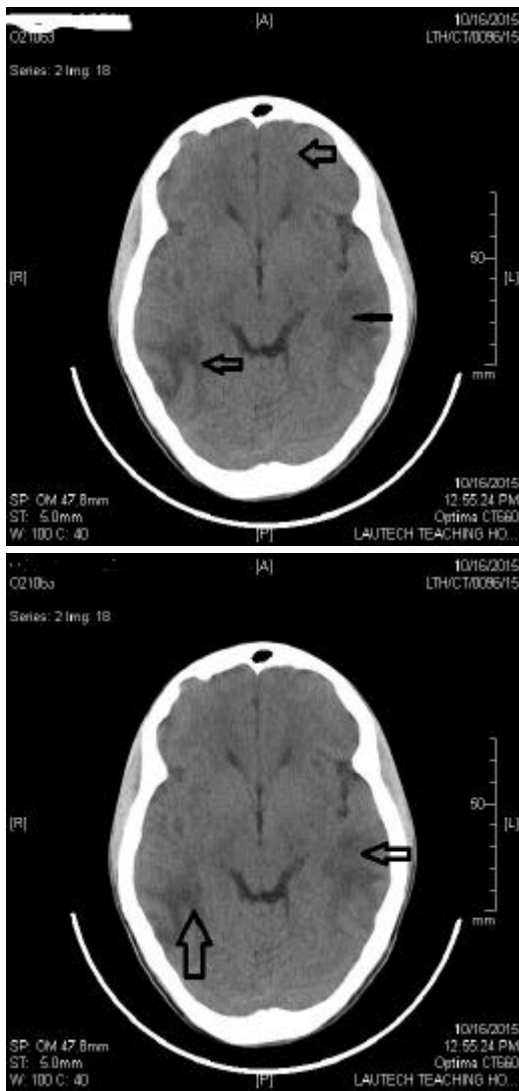 [A]
10/16/2015
LTH/CT/0096/15
Series: 2 Img: 18
50
[R]
[L]
mm
SP: OM 47.8mm
ST: 5.0mm
W: 100 C: 40
[P]
10/16/2015
12:55:24 PM
Optima CT660
LAUTECH TEACHING HO...
[A]
10/16/2015
LTH/CT/0096/15
Series: 2 Img: 18
50
[R]
[L]
mm
SP: OM 47.8mm
ST: 5.0mm
W: 100 C: 40
[P]
10/16/2015
12:55:24 PM
Optima CT660
LAUTECH TEACHING HO...